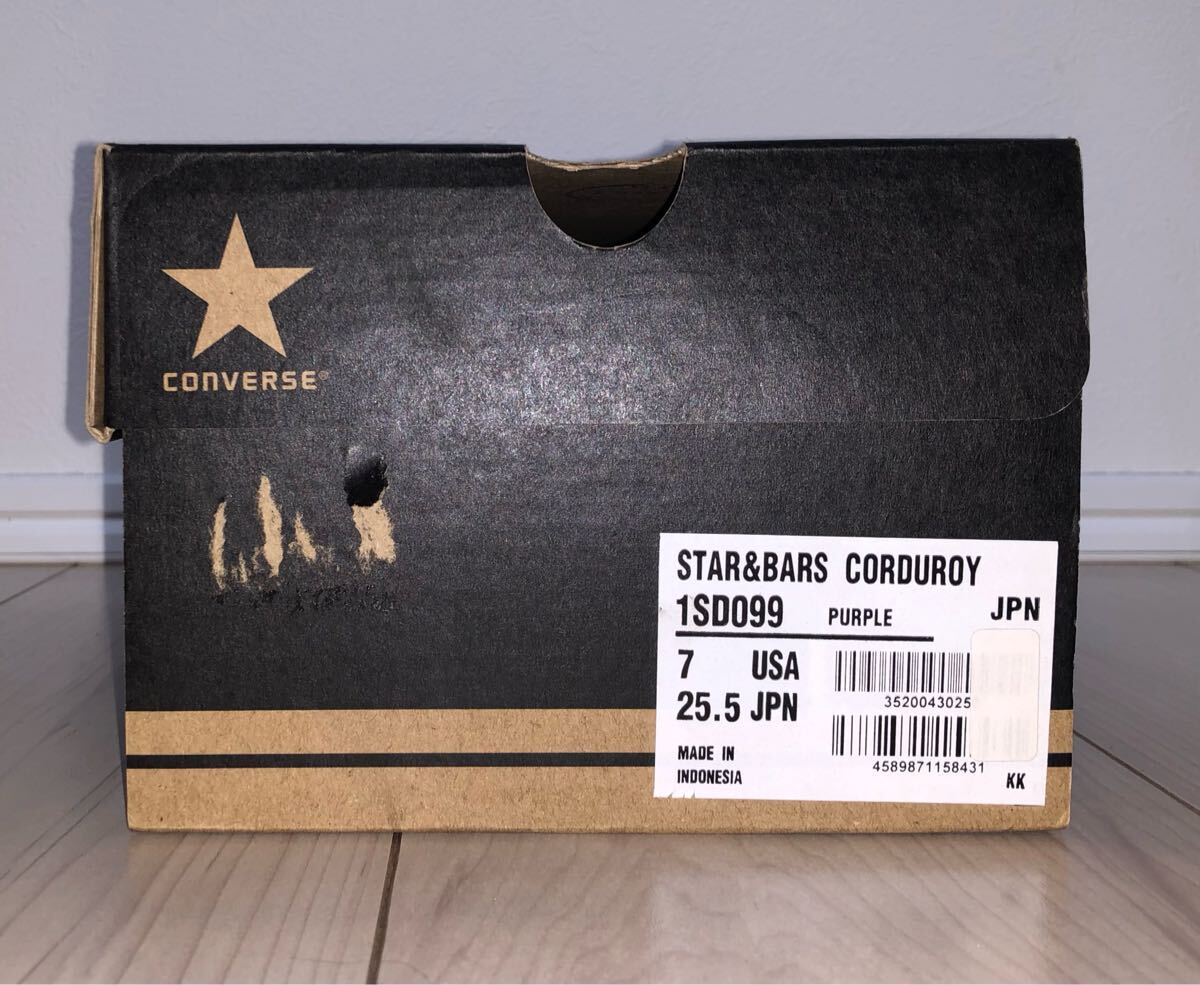 CONVERSE®
STAR&BARS CORDUROY
1SD099 PURPLE JPN
7 USA
25.5 JPN
3520043025
MADE IN
INDONESIA
4589871158431
KK